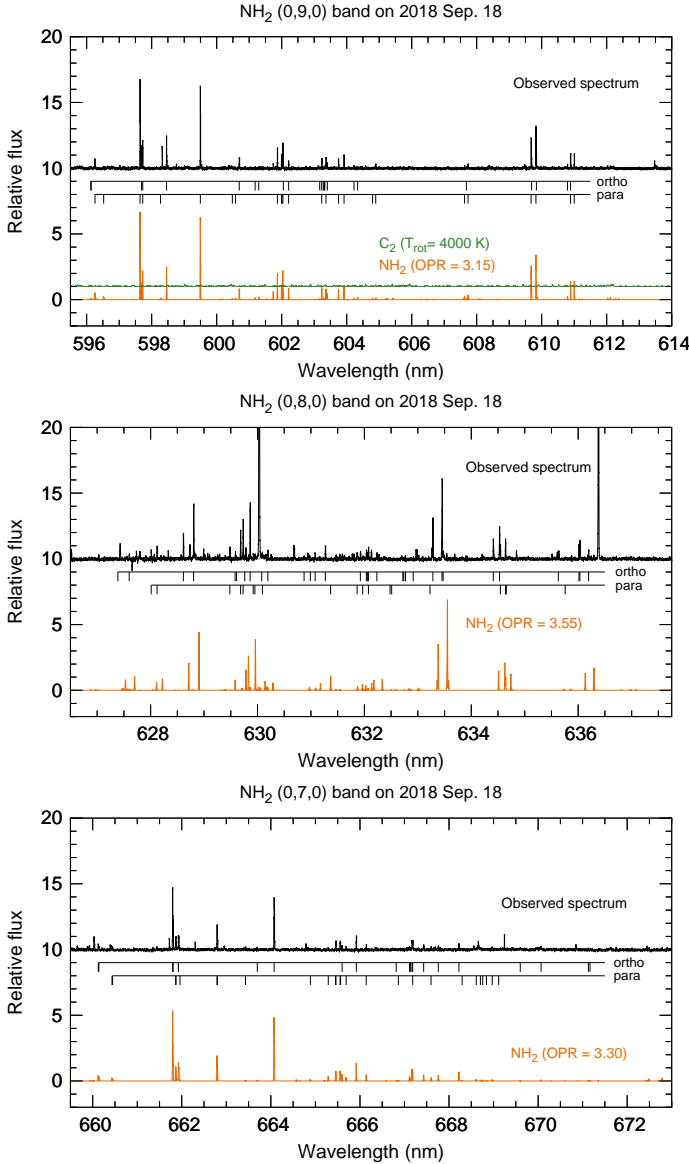 NH2 (0,9,0) band on 2018 Sep. 18
20
Observed spectrum
15
10
ortho
para
5
C2 (Trot= 4000 K)
NH2 (OPR = 3.15)
0
Relative flux
596 598 600 602 604 606 608 610 612 614
Wavelength (nm)
NH2 (0,8,0) band on 2018 Sep. 18
20
Observed spectrum
15
10
ortho
para
5
NH2 (OPR = 3.55)
0
Relative flux
628 630 632 634 636
Wavelength (nm)
NH2 (0,7,0) band on 2018 Sep. 18
20
15
Observed spectrum
10
ortho
para
5
NH2 (OPR = 3.30)
0
Relative flux
660 662 664 666 668 670 672
Wavelength (nm)